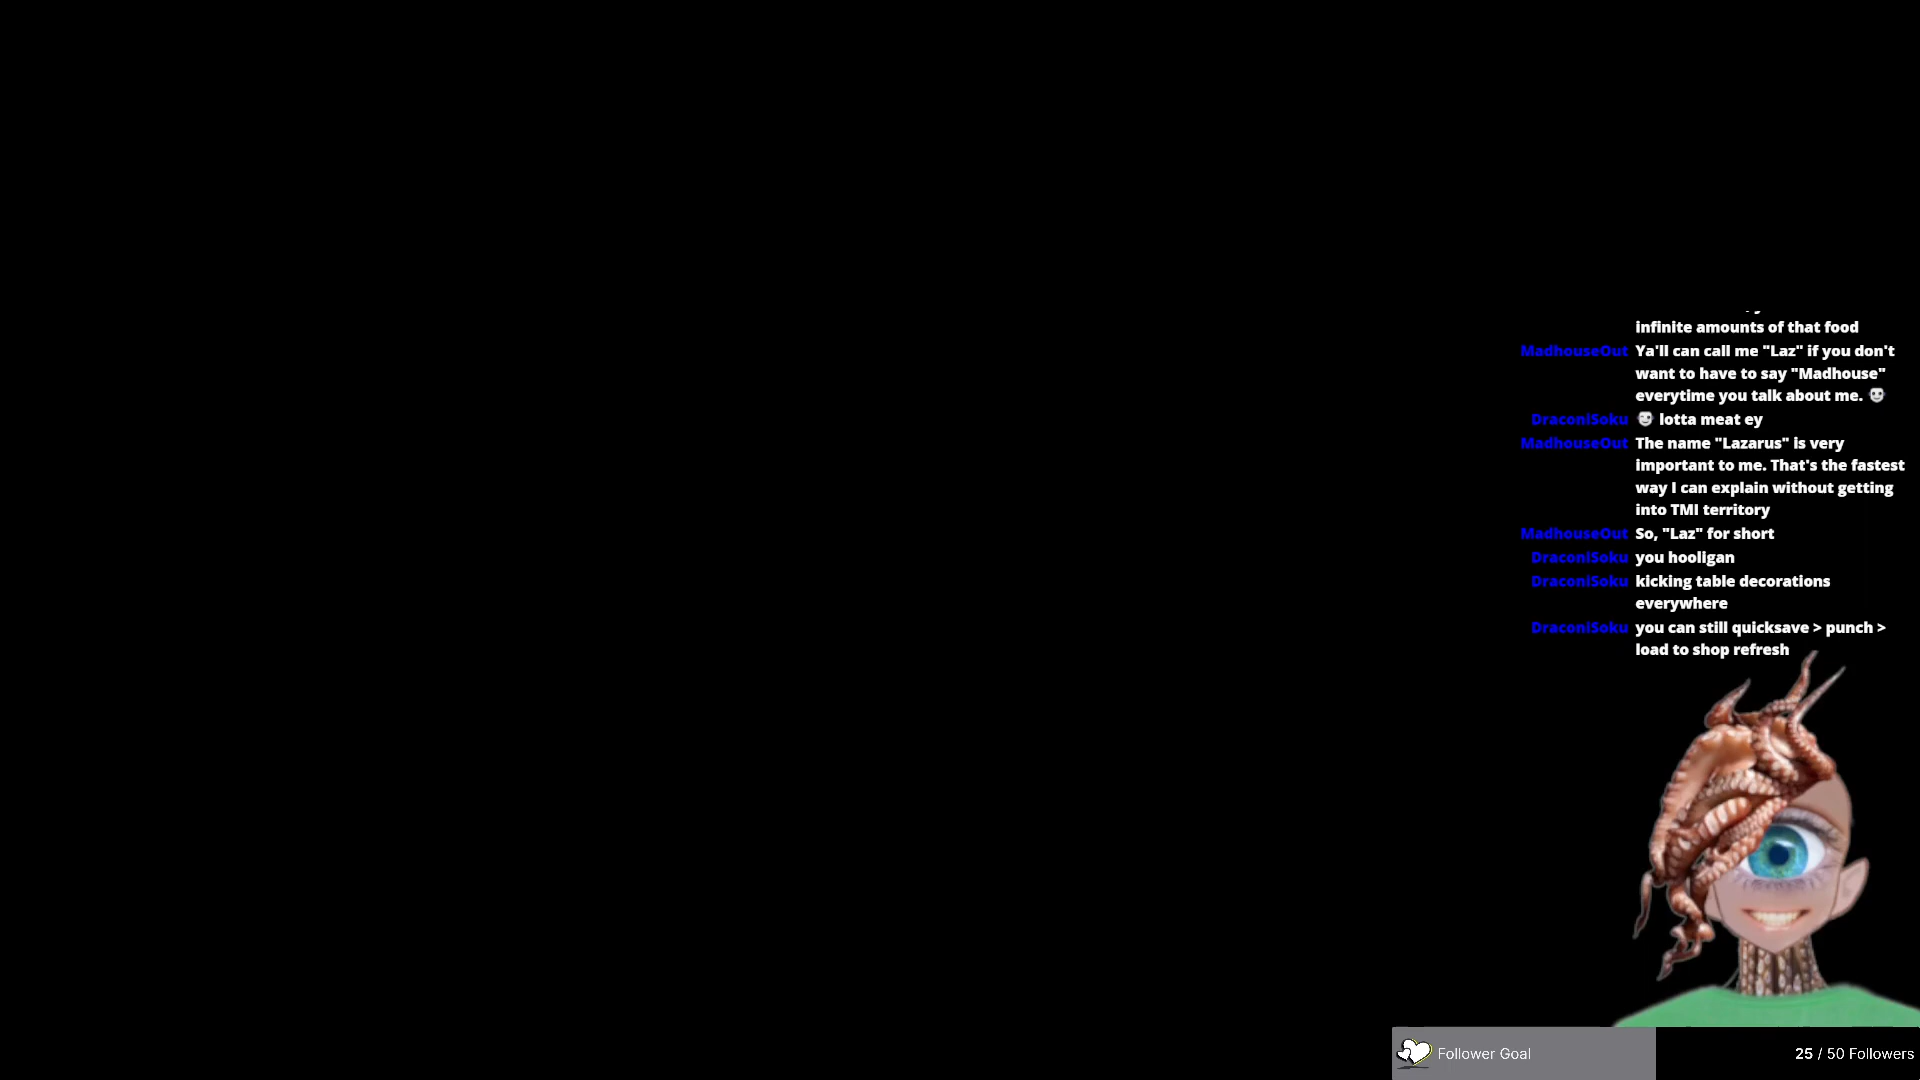 infinite amounts of that food
MadhouseOut Ya'll can call me "Laz" if you don't
want to have to say "Madhouse"
everytime you talk about me.
DraconiSoku lotta meat ey
MadhouseOut The name "Lazarus" is very
important to me. That's the fastest
way I can explain without getting
into TMI territory
MadhouseOut So, "Laz" for short
DraconiSoku you hooligan
DraconiSoku kicking table decorations
everywhere
DraconiSoku you can still quicksave > punch >
load to shop refresh
Follower Goal 25 / 50 Followers